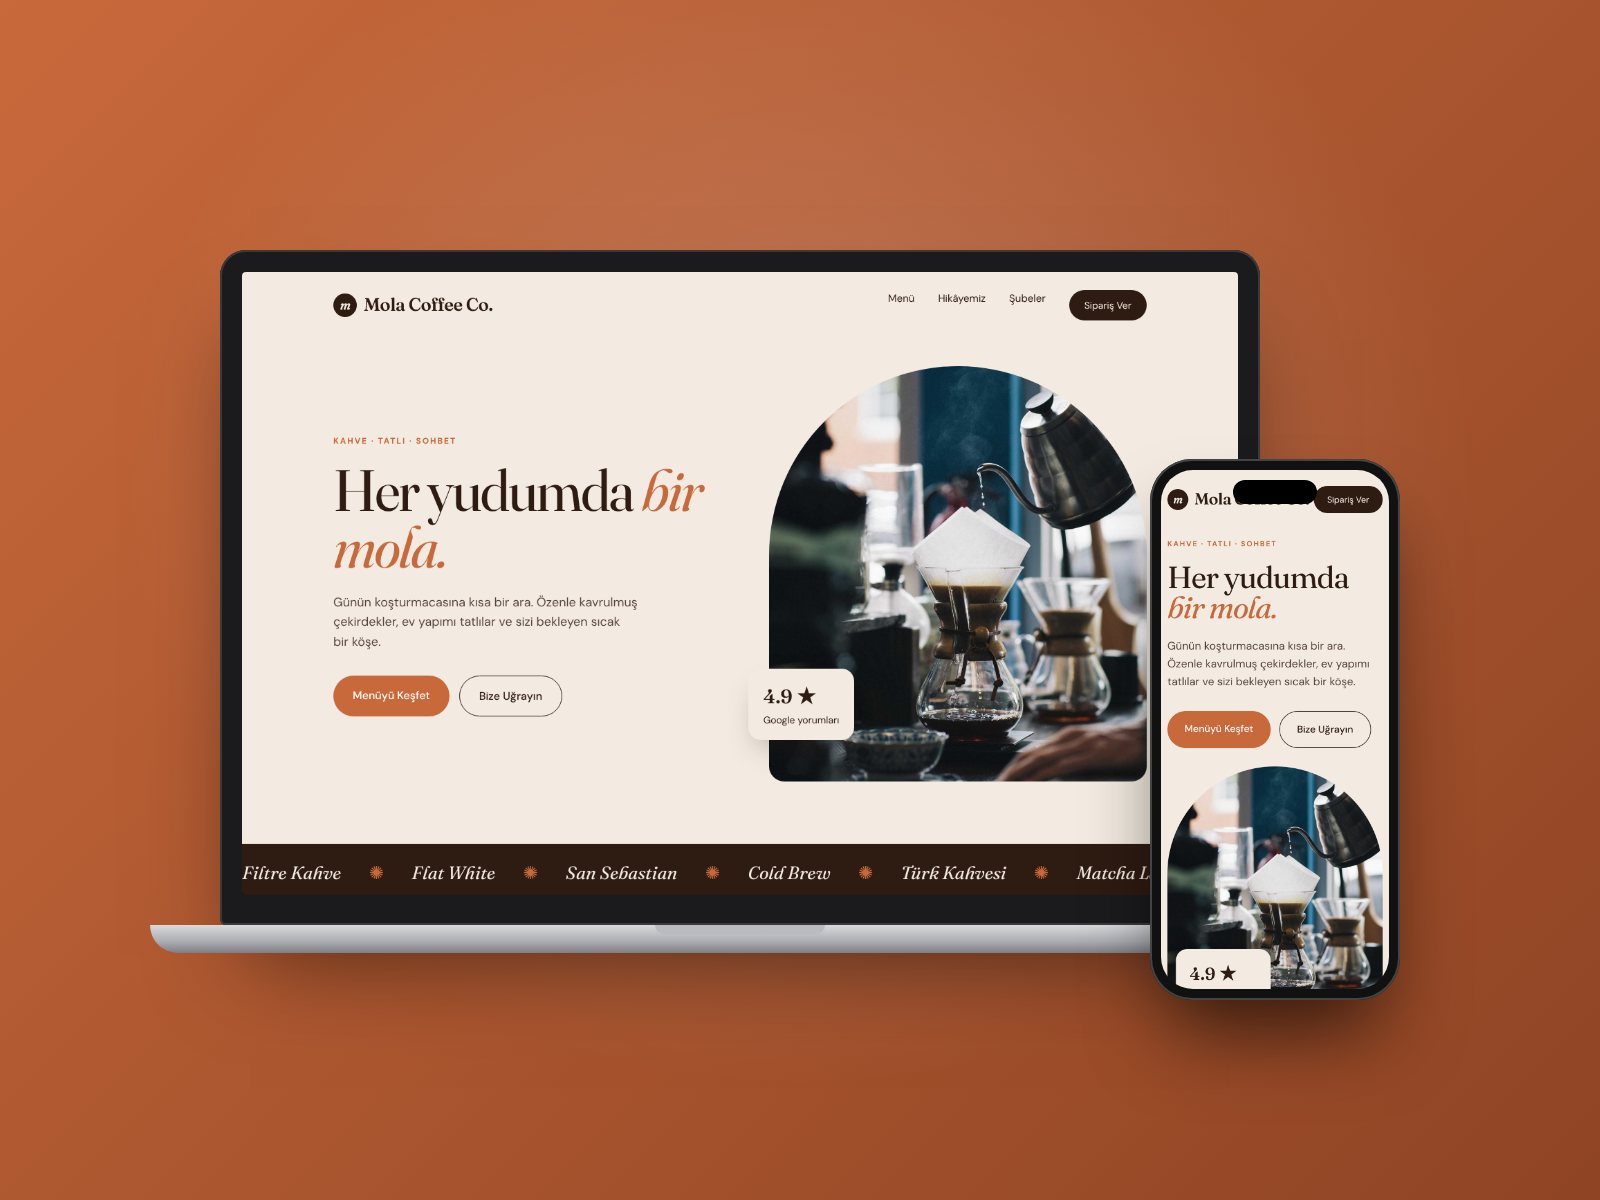 m Mola Coffee Co.
Menü Hikâyemiz Şubeler Sipariş Ver
KAHVE · TATLI · SOHBET
Her yudumda bir
mola.
Günün koşturmacasına kısa bir ara. Özenle kavrulmuş
çekirdekler, ev yapımı tatlılar ve sizi bekleyen sıcak
bir köşe.
Menüyü Keşfet Bize Uğrayın
4.9 ★
Google yorumları
Filtre Kahve Flat White San Sebastian Cold Brew Türk Kahvesi Matcha
m Mola Sipariş Ver
KAHVE · TATLI · SOHBET
Her yudumda
bir mola.
Günün koşturmacasına kısa bir ara.
Özenle kavrulmuş çekirdekler, ev yapımı
tatlılar ve sizi bekleyen sıcak bir köşe.
Menüyü Keşfet Bize Uğrayın
4.9 ★